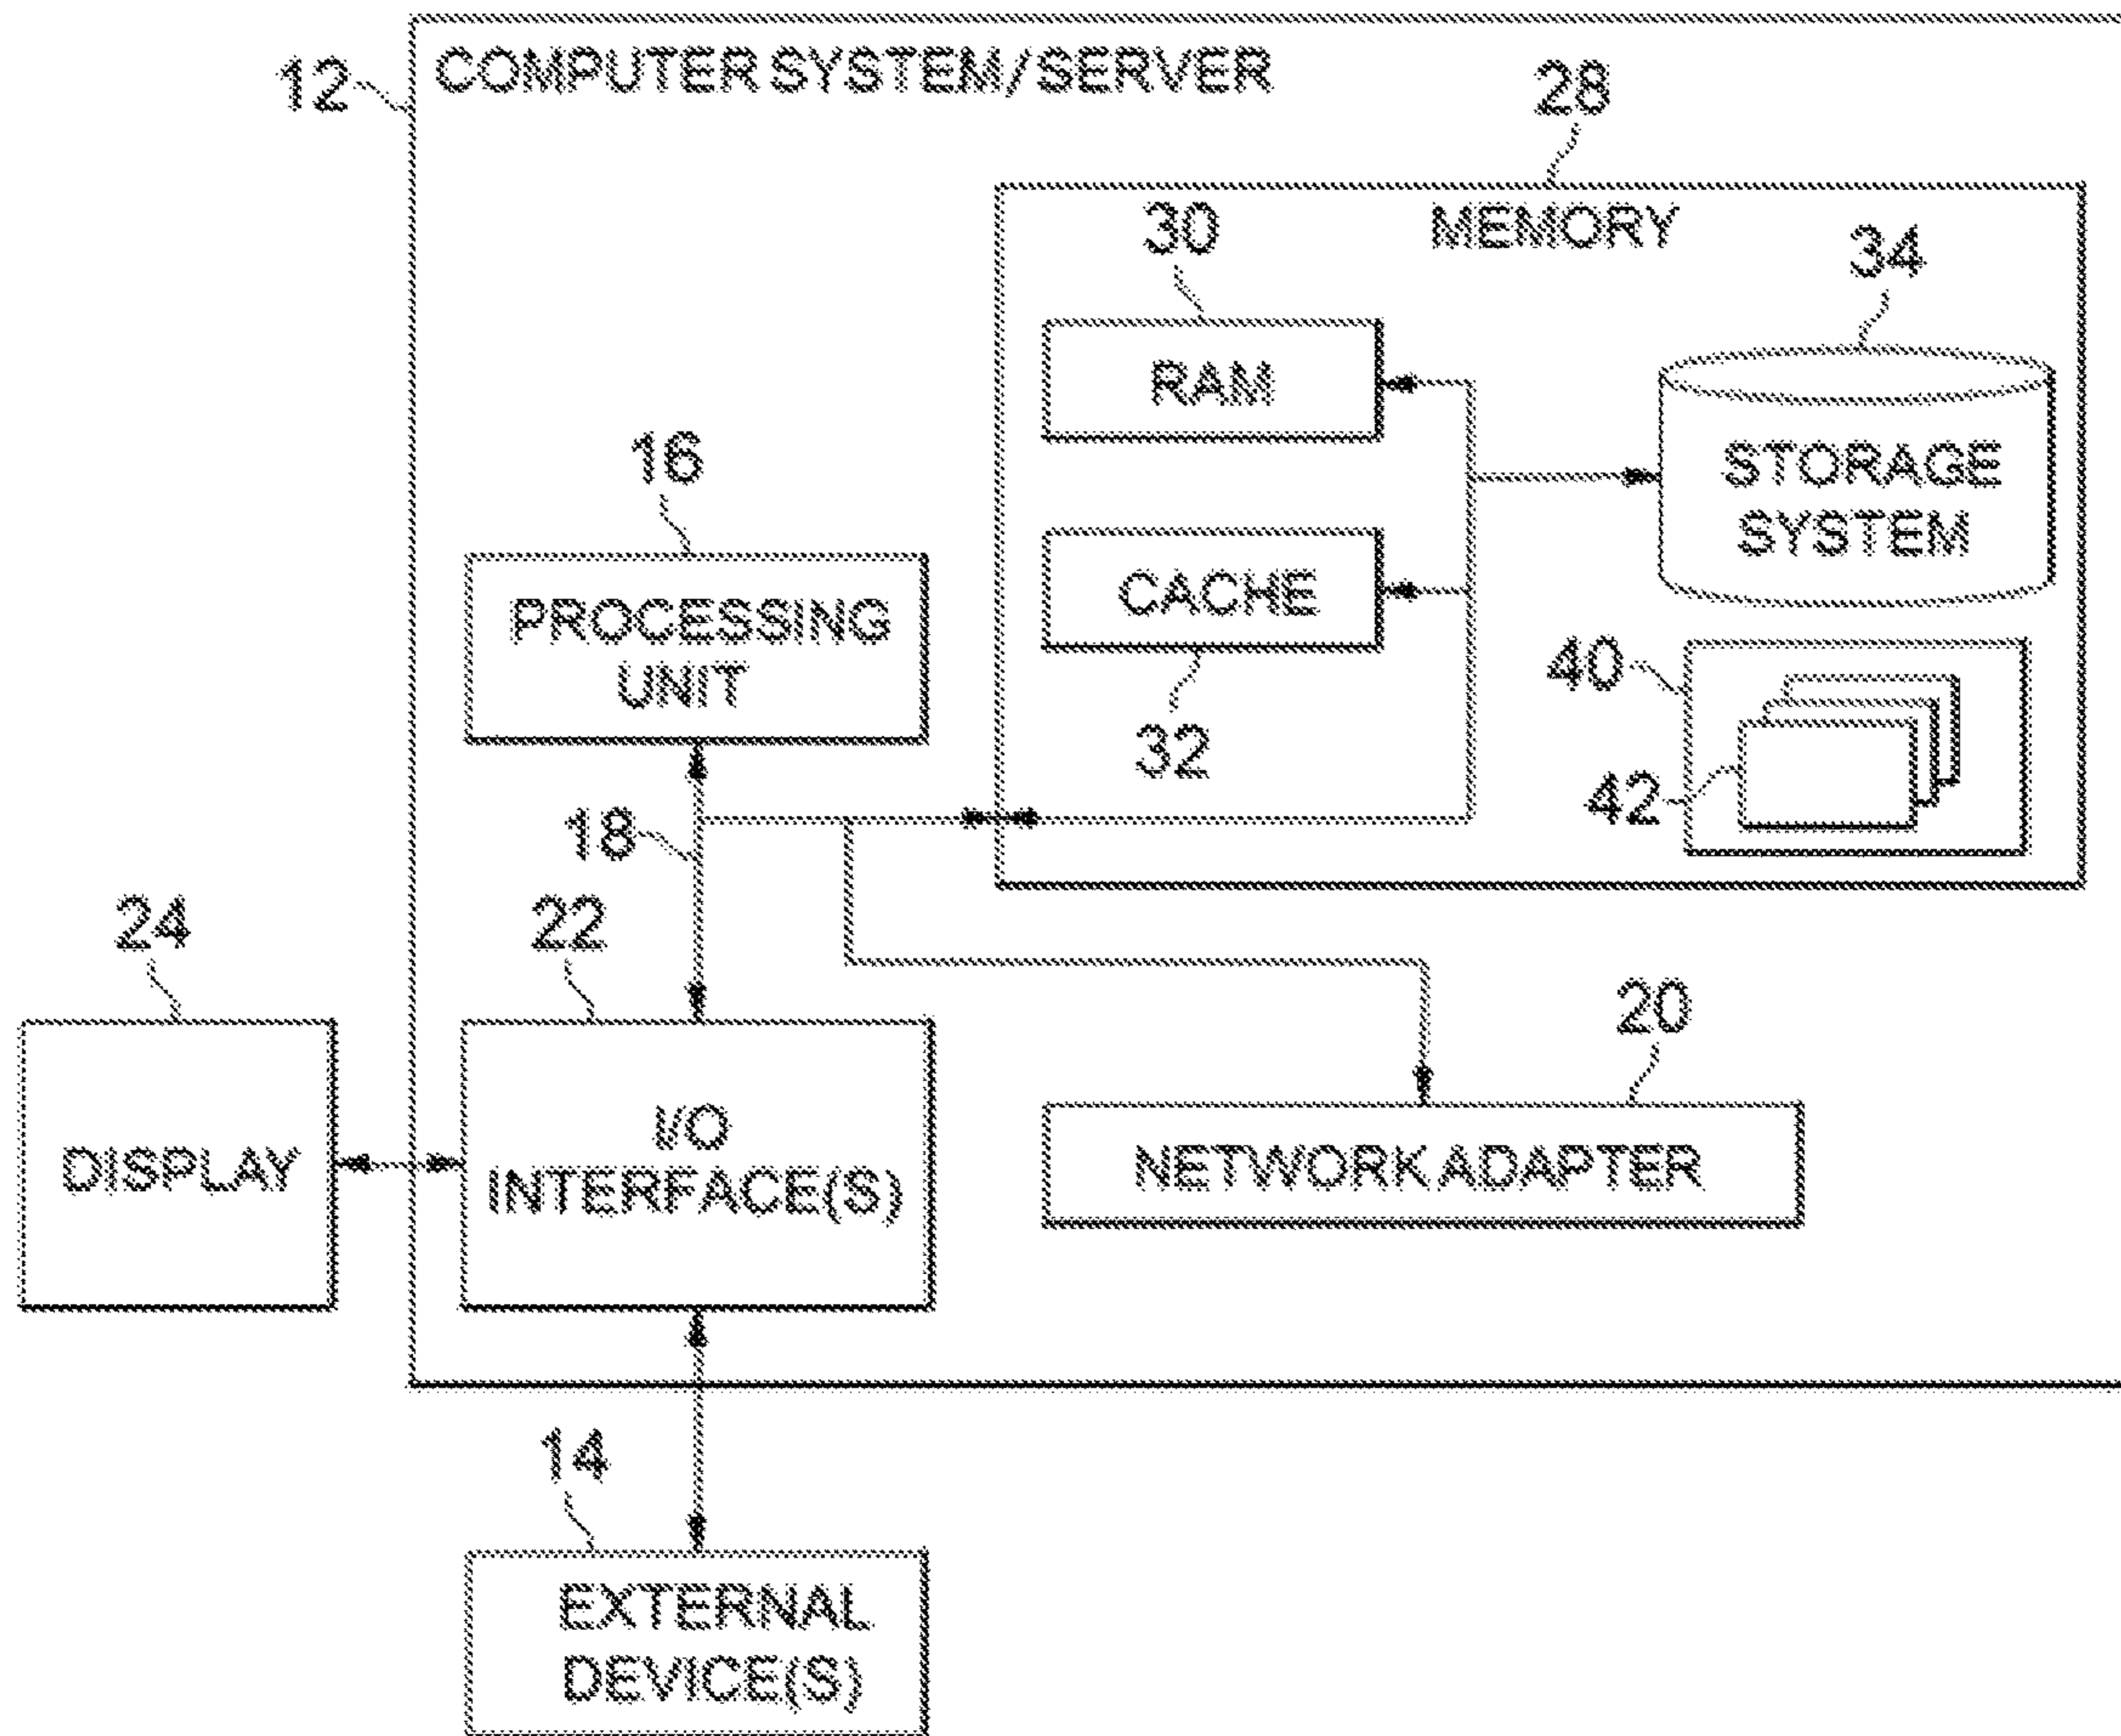 12
COMPUTER SYSTEM / SERVER
28
MEMORY
30
34
RAM
STORAGE
SYSTEM
16
PROCESSING
UNIT
CACHE
32
40
42
18
24
22
20
DISPLAY
I/O
INTERFACE(S)
NETWORK ADAPTER
14
EXTERNAL
DEVICE(S)